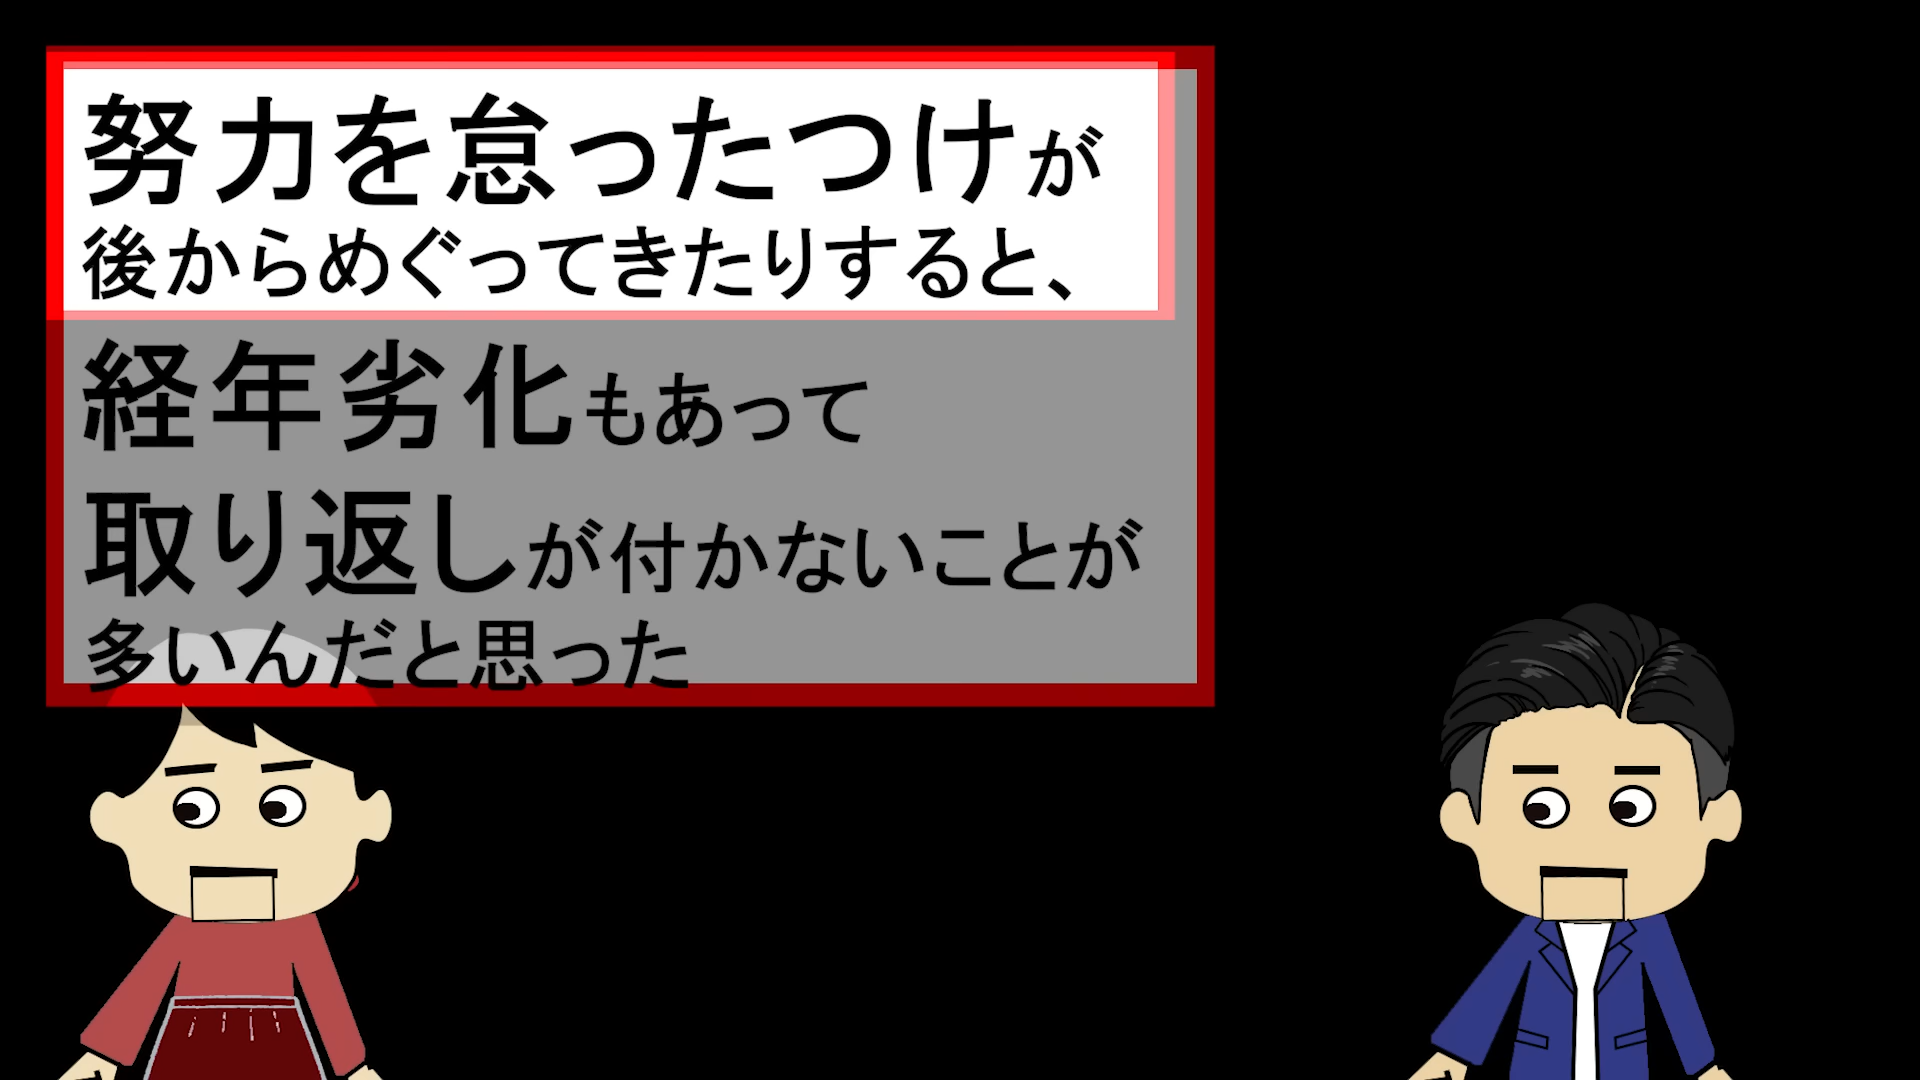 努力を怠ったつけが
後からめぐってきたりすると、
経年劣化もあって
取り返しが付かないことが
多いんだと思った